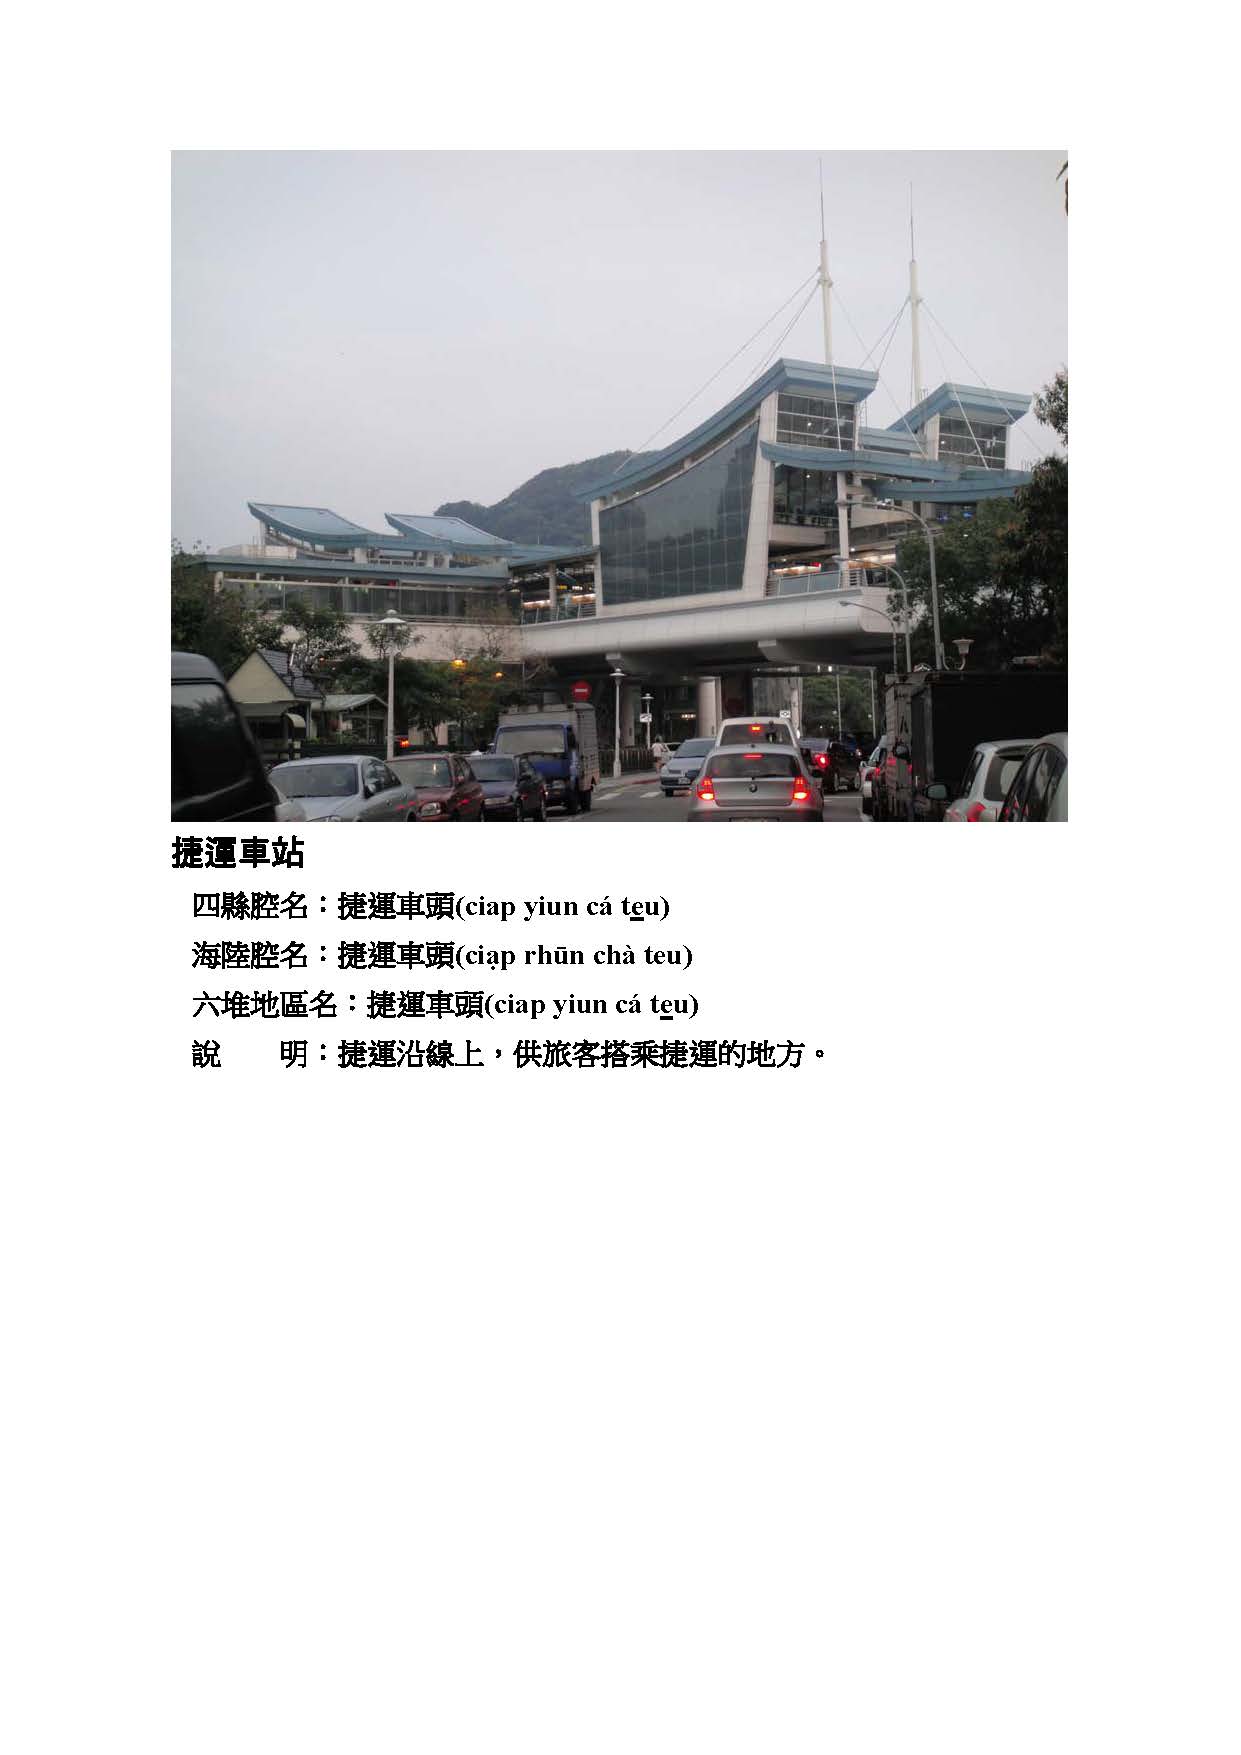 捷運車站
四縣腔名：捷運車頭(ciap yiun cá te̲u)
海陸腔名：捷運車頭(ciạp rhūn chà teu)
六堆地區名：捷運車頭(ciap yiun cá te̲u)
說　　明：捷運沿線上，供旅客搭乘捷運的地方。